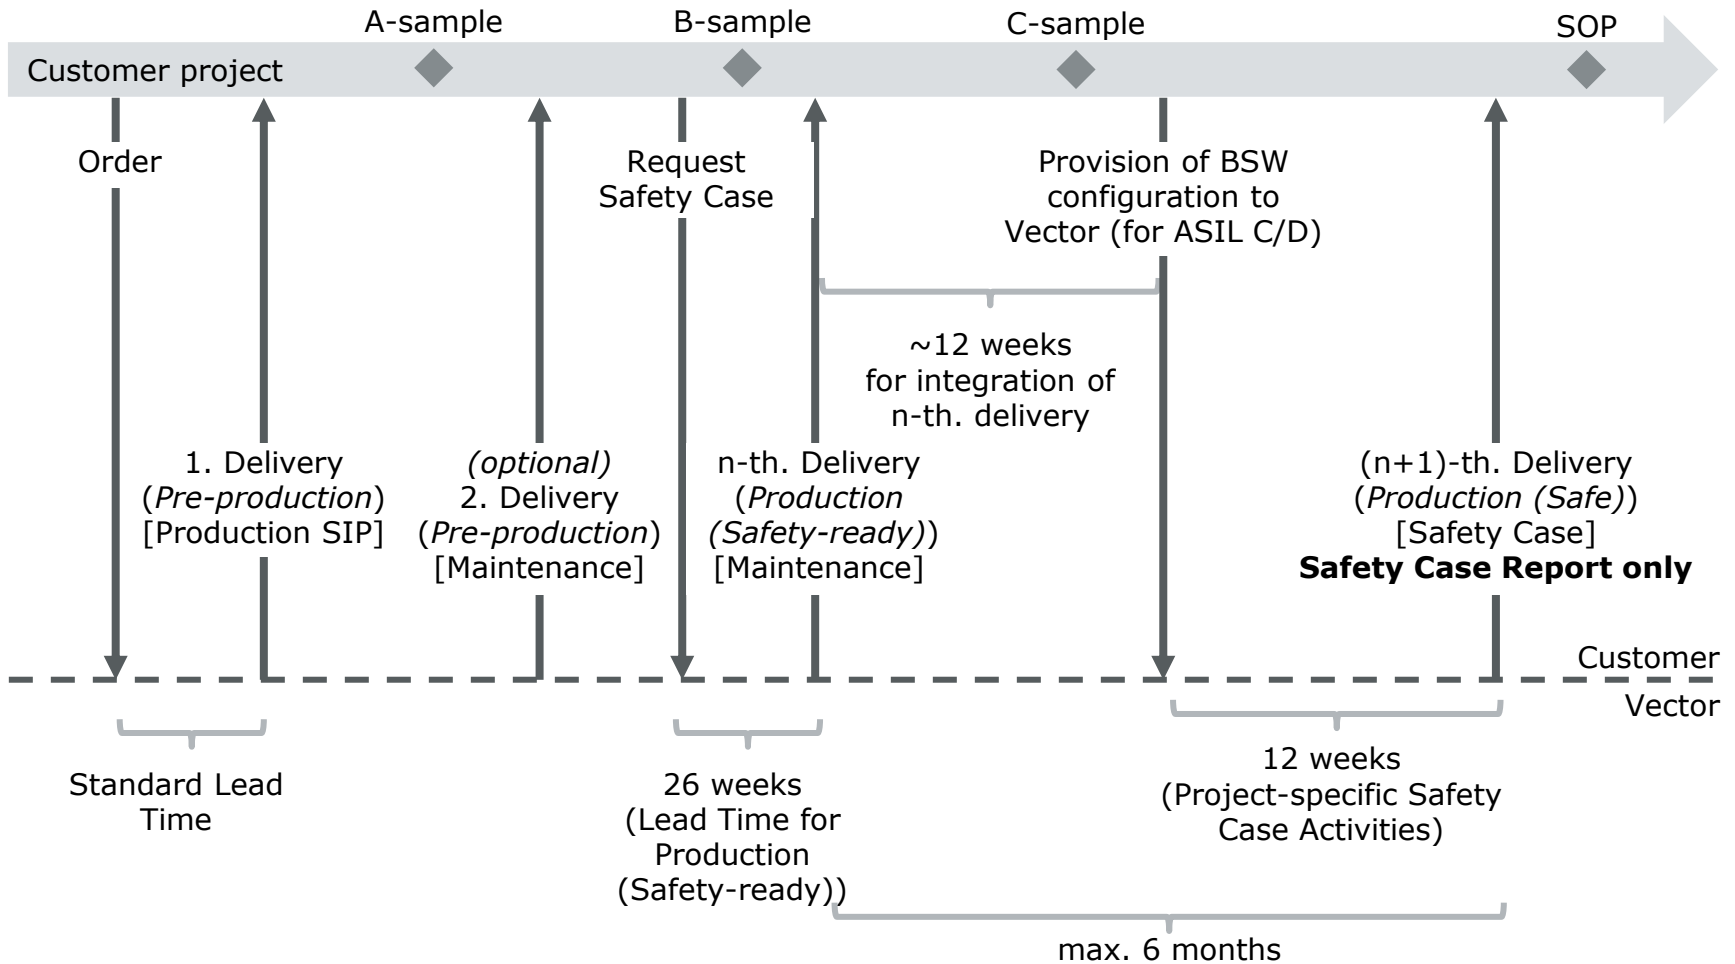 A-sample
B-sample
C-sample
SOP
Customer project
Order
Request
Safety Case
Provision of BSW
configuration to
Vector (for ASIL C/D)
~12 weeks
for integration of
n-th. delivery
1. Delivery
(Pre-production)
[Production SIP]
(optional)
2. Delivery
(Pre-production)
[Maintenance]
n-th. Delivery
(Production
(Safety-ready))
[Maintenance]
(n+1)-th. Delivery
(Production (Safe))
[Safety Case]
Safety Case Report only
Customer
Vector
Standard Lead
Time
26 weeks
(Lead Time for
Production
(Safety-ready))
12 weeks
(Project-specific Safety
Case Activities)
max. 6 months